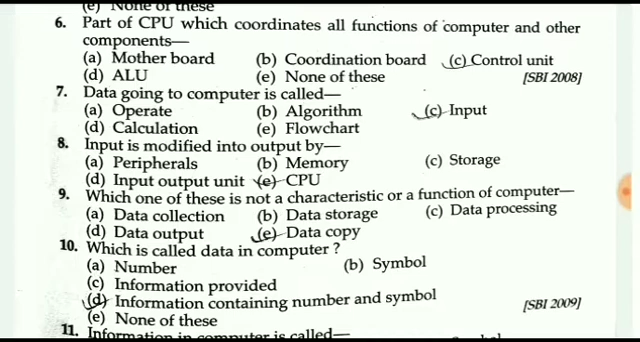 (e) None of these
6. Part of CPU which coordinates all functions of computer and other
components—
(a) Mother board (b) Coordination board (c) Control unit
(d) ALU (e) None of these [SBI 2008]
7. Data going to computer is called—
(a) Operate (b) Algorithm (c) Input
(d) Calculation (e) Flowchart
8. Input is modified into output by—
(a) Peripherals (b) Memory (c) Storage
(d) Input output unit (e) CPU
9. Which one of these is not a characteristic or a function of computer—
(a) Data collection (b) Data storage (c) Data processing
(d) Data output (e) Data copy
10. Which is called data in computer ?
(a) Number (b) Symbol
(c) Information provided
(d) Information containing number and symbol
(e) None of these [SBI 2009]
11. Information in computer is called—